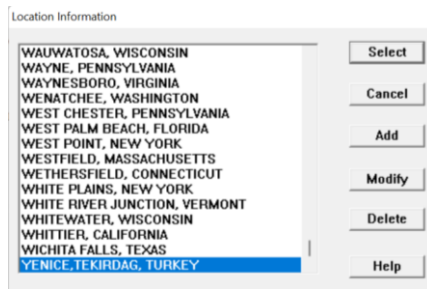 Location Information
WAUWATOSA, WISCONSIN
WAYNE, PENNSYLVANIA
WAYNESBORO, VIRGINIA
WENATCHEE, WASHINGTON
WEST CHESTER, PENNSYLVANIA
WEST PALM BEACH, FLORIDA
WEST POINT, NEW YORK
WESTFIELD, MASSACHUSETTS
WETHERSFIELD, CONNECTICUT
WHITE PLAINS, NEW YORK
WHITE RIVER JUNCTION, VERMONT
WHITEWATER, WISCONSIN
WHITTIER, CALIFORNIA
WICHITA FALLS, TEXAS
YENICE,TEKIRDAG, TURKEY
Select
Cancel
Add
Modify
Delete
Help